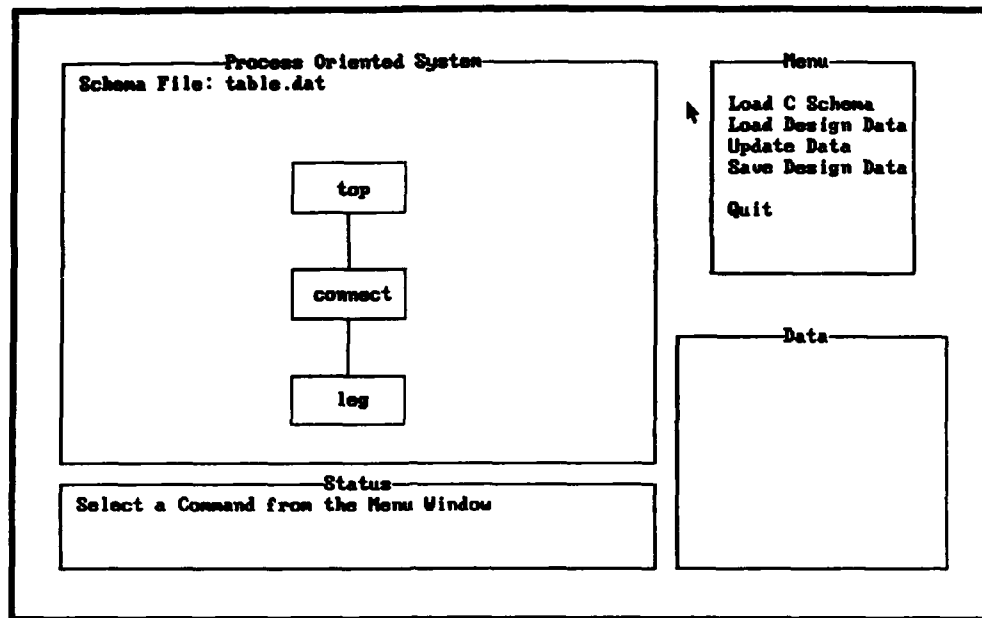 Process Oriented System
Schema File: table.dat
top
connect
leg
Menu
Load C Schema
Load Design Data
Update Data
Save Design Data
Quit
Data
Status
Select a Command from the Menu Window